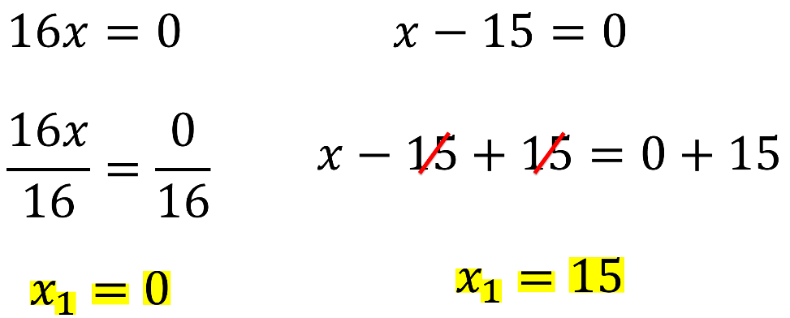 16x = 0
x − 15 = 0
16x/16 = 0/16
x − 15 + 15 = 0 + 15
x₁ = 0
x₁ = 15